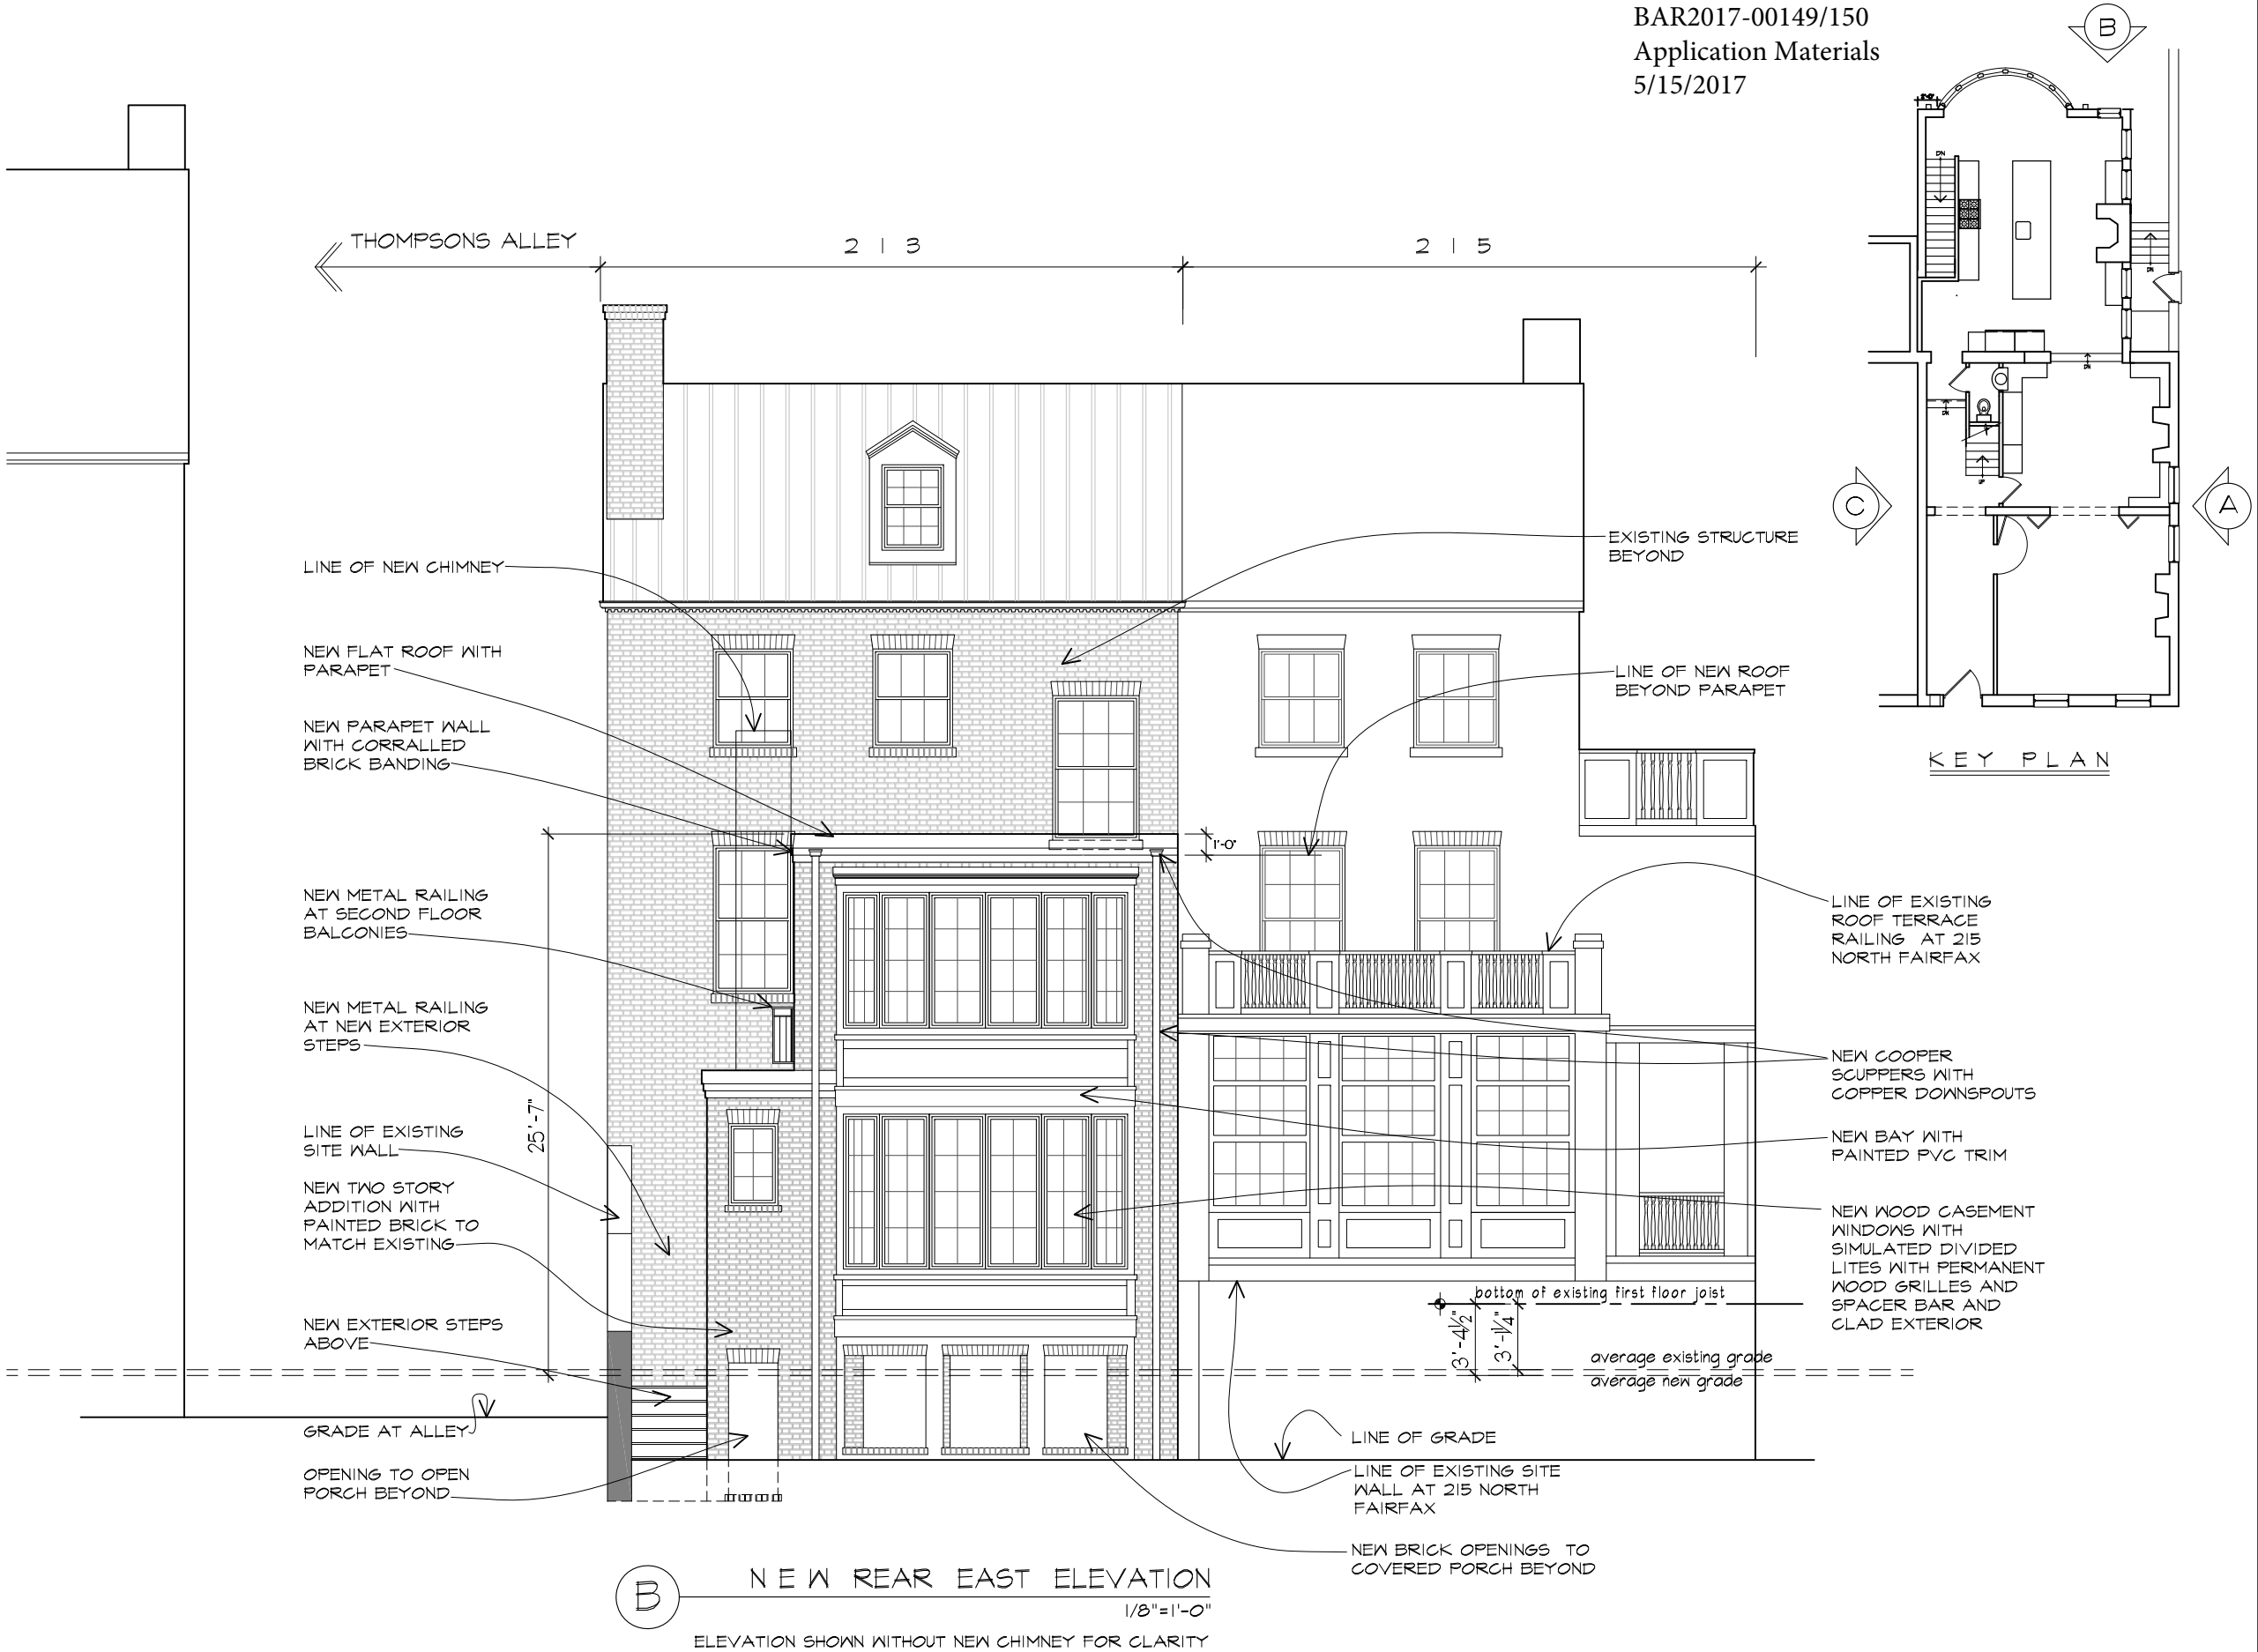 BAR2017-00149/150
Application Materials
5/15/2017
B
THOMPSONS ALLEY
2 1 3
2 1 5
C
A
KEY PLAN
DN
DN
DN
DN
DN
UP
LINE OF NEW CHIMNEY
NEW FLAT ROOF WITH
PARAPET
NEW PARAPET WALL
WITH CORRALLED
BRICK BANDING
NEW METAL RAILING
AT SECOND FLOOR
BALCONIES
NEW METAL RAILING
AT NEW EXTERIOR
STEPS
25'-7"
LINE OF EXISTING
SITE WALL
NEW TWO STORY
ADDITION WITH
PAINTED BRICK TO
MATCH EXISTING
NEW EXTERIOR STEPS
ABOVE
GRADE AT ALLEY
OPENING TO OPEN
PORCH BEYOND
EXISTING STRUCTURE
BEYOND
LINE OF NEW ROOF
BEYOND PARAPET
1'-0"
LINE OF EXISTING
ROOF TERRACE
RAILING AT 215
NORTH FAIRFAX
NEW COOPER
SCUPPERS WITH
COPPER DOWNSPOUTS
NEW BAY WITH
PAINTED PVC TRIM
NEW WOOD CASEMENT
WINDOWS WITH
SIMULATED DIVIDED
LITES WITH PERMANENT
WOOD GRILLES AND
SPACER BAR AND
CLAD EXTERIOR
bottom of existing first floor joist
3'-4½"
3'-¼"
average existing grade
average new grade
LINE OF GRADE
LINE OF EXISTING SITE
WALL AT 215 NORTH
FAIRFAX
NEW BRICK OPENINGS TO
COVERED PORCH BEYOND
B
NEW REAR EAST ELEVATION
1/8"=1'-0"
ELEVATION SHOWN WITHOUT NEW CHIMNEY FOR CLARITY